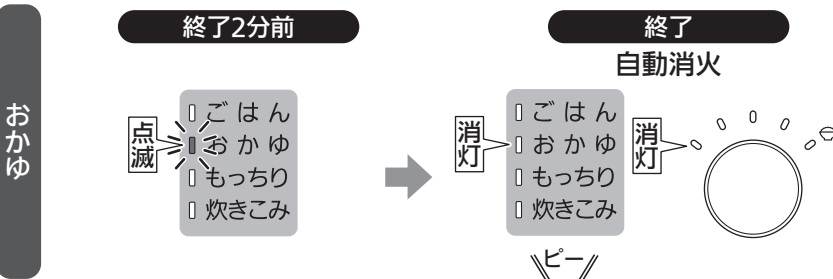 おかゆ
終了2分前
点滅
ごはん
おかゆ
もっちり
炊きこみ
終了
自動消火
消灯
ごはん
おかゆ
もっちり
炊きこみ
消灯
ピー